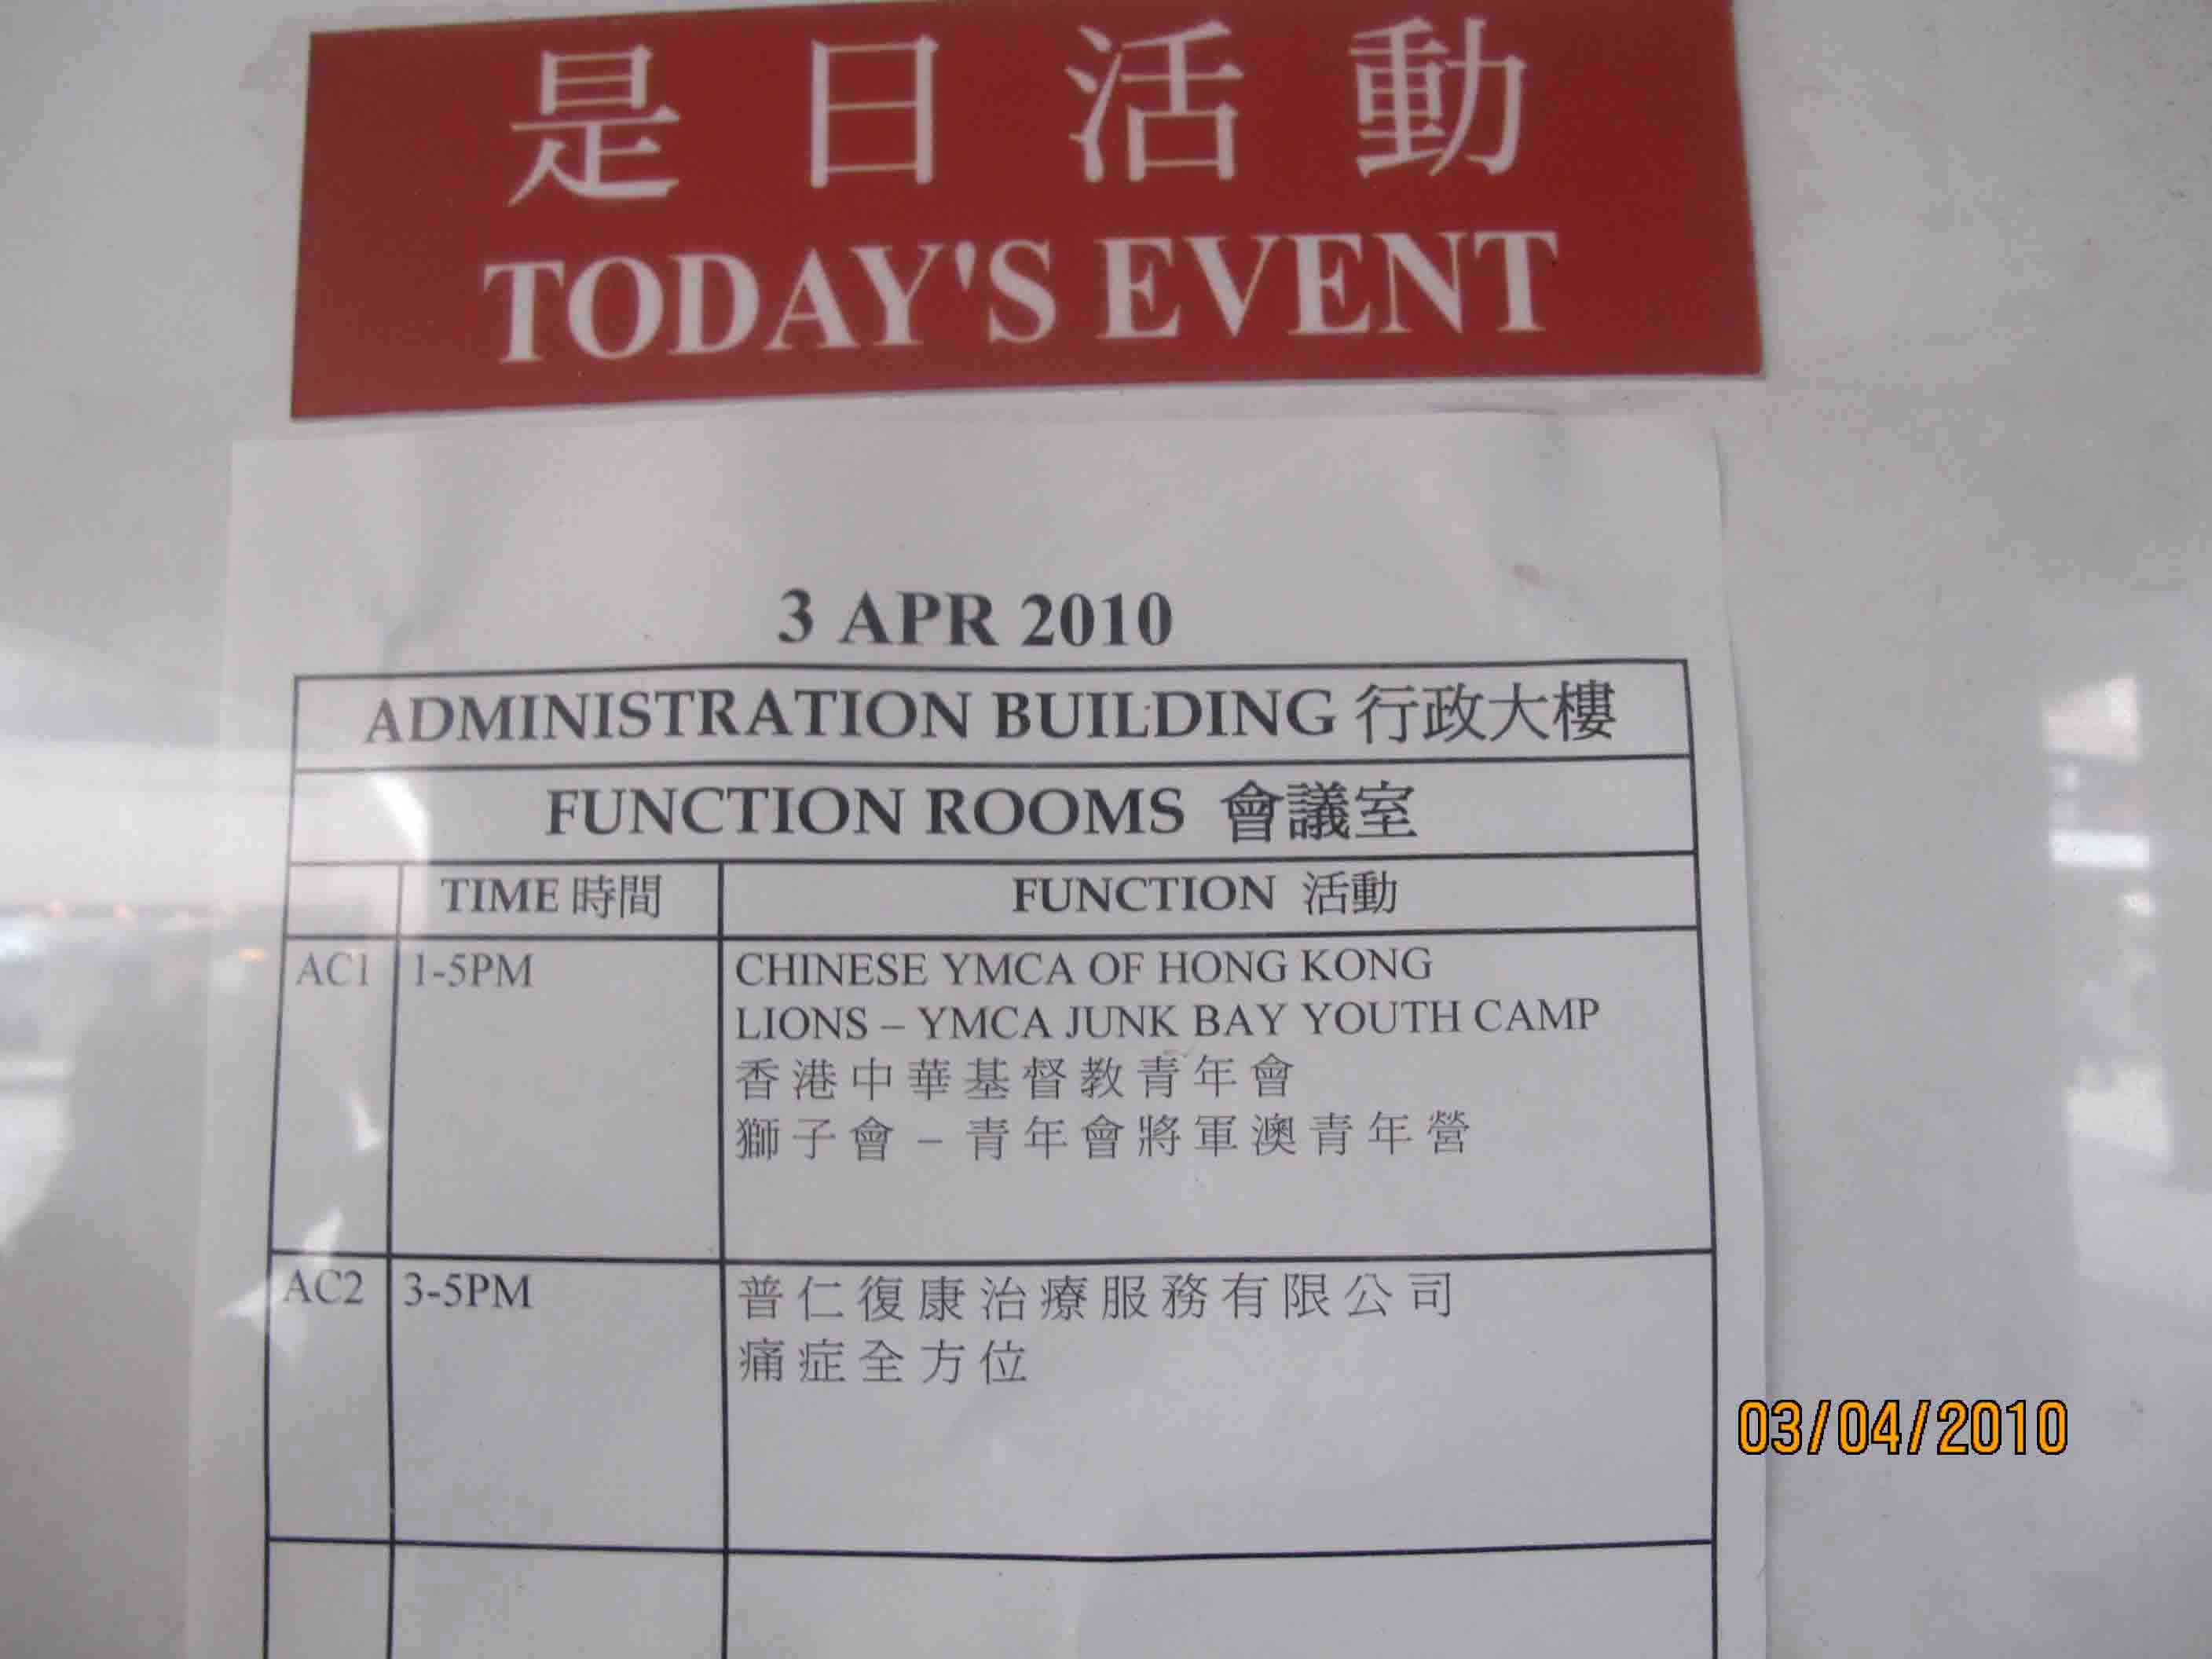 是日活動
TODAY'S EVENT
3 APR 2010
ADMINISTRATION BUILDING 行政大樓
FUNCTION ROOMS 會議室
TIME 時間 FUNCTION 活動
AC1 1-5PM CHINESE YMCA OF HONG KONG
LIONS – YMCA JUNK BAY YOUTH CAMP
香港中華基督教青年會
獅子會 – 青年會將軍澳青年營
AC2 3-5PM 普仁復康治療服務有限公司
痛症全方位
03/04/2010